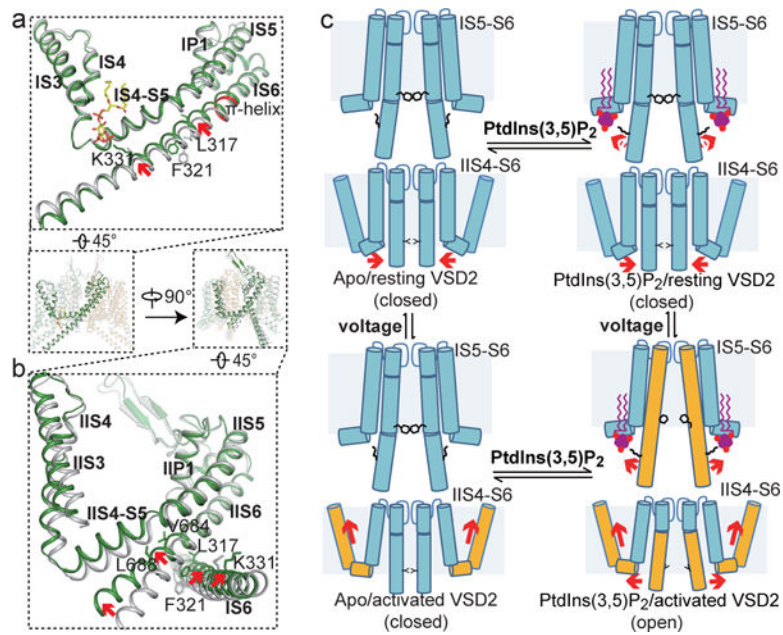 a
IS3
IS4
IP1
IS5
IS4-S5
IS6
π-helix
L317
K331
F321
45°
90°
45°
b
IIS4
IIS3
IIP1
IIS5
IIS4-S5
IIS6
V684
L317
L688
K331
F321
IS6
c
IS5-S6
IS5-S6
PtdIns(3,5)P₂
IIS4-S6
IIS4-S6
Apo/resting VSD2
(closed)
PtdIns(3,5)P₂/resting VSD2
(closed)
voltage
voltage
IS5-S6
IS5-S6
PtdIns(3,5)P₂
IIS4-S6
IIS4-S6
Apo/activated VSD2
(closed)
PtdIns(3,5)P₂/activated VSD2
(open)